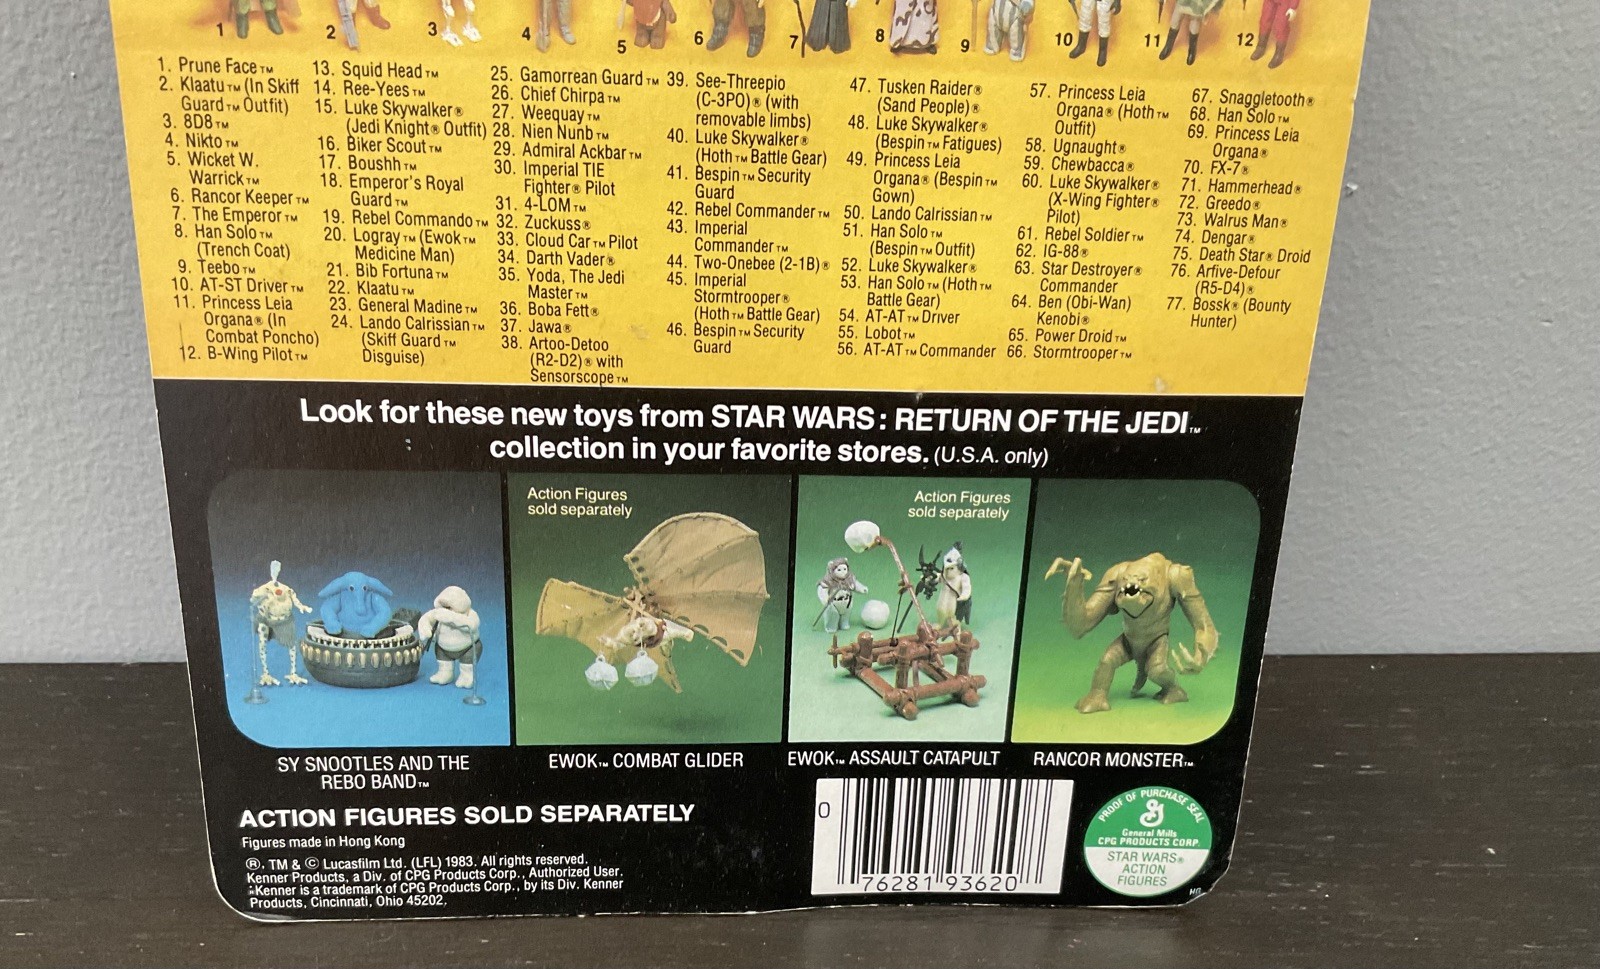 1 2 3 4 5 6 7 8 9 10 11 12
1. Prune Face™
2. Klaatu™ (In Skiff
Guard™ Outfit)
3. 8D8™
4. Nikto™
5. Wicket W.
Warrick™
6. Rancor Keeper™
7. The Emperor™
8. Han Solo™
(Trench Coat)
9. Teebo™
10. AT-ST Driver™
11. Princess Leia
Organa® (In
Combat Poncho)
12. B-Wing Pilot™
13. Squid Head™
14. Ree-Yees™
15. Luke Skywalker®
(Jedi Knight® Outfit)
16. Biker Scout™
17. Boushh™
18. Emperor's Royal
Guard™
19. Rebel Commando™
20. Logray™ (Ewok™
Medicine Man)
21. Bib Fortuna™
22. Klaatu™
23. General Madine™
24. Lando Calrissian™
(Skiff Guard™
Disguise)
25. Gamorrean Guard™
26. Chief Chirpa™
27. Weequay™
28. Nien Nunb™
29. Admiral Ackbar™
30. Imperial TIE
Fighter® Pilot
31. 4-LOM™
32. Zuckuss®
33. Cloud Car™ Pilot
34. Darth Vader®
35. Yoda, The Jedi
Master™
36. Boba Fett®
37. Jawa®
38. Artoo-Detoo
(R2-D2)® with
Sensorscope™
39. See-Threepio
(C-3PO)® (with
removable limbs)
40. Luke Skywalker®
(Hoth™ Battle Gear)
41. Bespin™ Security
Guard
42. Rebel Commander™
43. Imperial
Commander™
44. Two-Onebee (2-1B)®
45. Imperial
Stormtrooper®
(Hoth™ Battle Gear)
46. Bespin™ Security
Guard
47. Tusken Raider®
(Sand People)®
48. Luke Skywalker®
(Bespin™ Fatigues)
49. Princess Leia
Organa® (Bespin™
Gown)
50. Lando Calrissian™
51. Han Solo™
(Bespin™ Outfit)
52. Luke Skywalker®
53. Han Solo™ (Hoth™
Battle Gear)
54. AT-AT™ Driver
55. Lobot™
56. AT-AT™ Commander
57. Princess Leia
Organa® (Hoth™
Outfit)
58. Ugnaught®
59. Chewbacca®
60. Luke Skywalker®
(X-Wing Fighter®
Pilot)
61. Rebel Soldier™
62. IG-88®
63. Star Destroyer®
Commander
64. Ben (Obi-Wan)
Kenobi®
65. Power Droid™
66. Stormtrooper™
67. Snaggletooth®
68. Han Solo™
69. Princess Leia
Organa®
70. FX-7®
71. Hammerhead®
72. Greedo®
73. Walrus Man®
74. Dengar®
75. Death Star® Droid
76. Arfive-Defour
(R5-D4)®
77. Bossk® (Bounty
Hunter)
Look for these new toys from STAR WARS: RETURN OF THE JEDI™
collection in your favorite stores. (U.S.A. only)
Action Figures
sold separately
Action Figures
sold separately
SY SNOOTLES AND THE
REBO BAND™
EWOK™ COMBAT GLIDER
EWOK™ ASSAULT CATAPULT
RANCOR MONSTER™
ACTION FIGURES SOLD SEPARATELY
Figures made in Hong Kong
®, TM & © Lucasfilm Ltd. (LFL) 1983. All rights reserved.
Kenner Products, a Div. of CPG Products Corp., Authorized User.
Kenner is a trademark of CPG Products Corp., by its Div. Kenner
Products, Cincinnati, Ohio 45202.
0 76281 93620
PROOF OF PURCHASE SEAL
G
General Mills
CPG PRODUCTS CORP.
STAR WARS®
ACTION
FIGURES